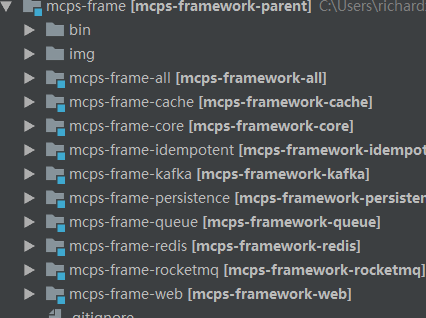 mcps-frame [mcps-framework-parent] C:\Users\richard.
bin
img
mcps-frame-all [mcps-framework-all]
mcps-frame-cache [mcps-framework-cache]
mcps-frame-core [mcps-framework-core]
mcps-frame-idempotent [mcps-framework-idempot
mcps-frame-kafka [mcps-framework-kafka]
mcps-frame-persistence [mcps-framework-persisten
mcps-frame-queue [mcps-framework-queue]
mcps-frame-redis [mcps-framework-redis]
mcps-frame-rocketmq [mcps-framework-rocketmq]
mcps-frame-web [mcps-framework-web]
.gitignore